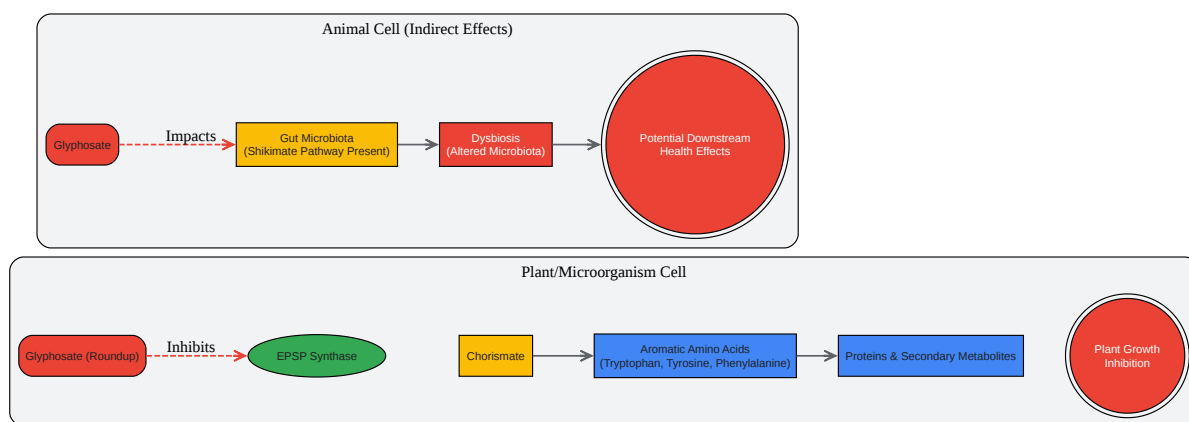 Animal Cell (Indirect Effects)
Glyphosate
Impacts
Gut Microbiota
(Shikimate Pathway Present)
Dysbiosis
(Altered Microbiota)
Potential Downstream
Health Effects
Plant/Microorganism Cell
Glyphosate (Roundup)
Inhibits
EPSP Synthase
Chorismate
Aromatic Amino Acids
(Tryptophan, Tyrosine, Phenylalanine)
Proteins & Secondary Metabolites
Plant Growth
Inhibition